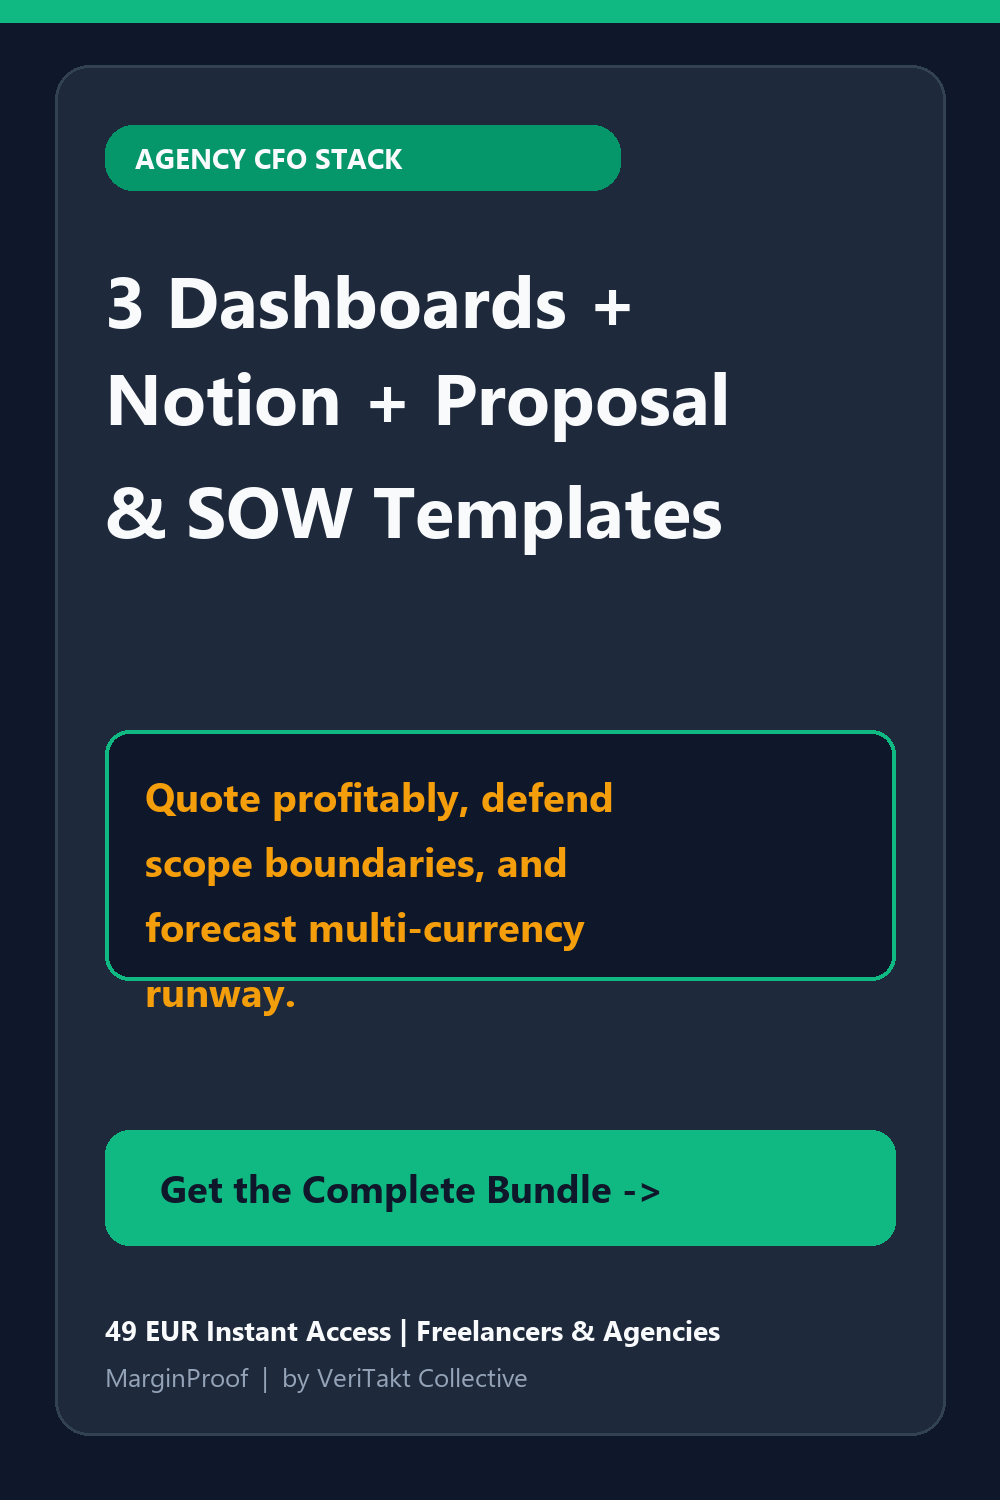 AGENCY CFO STACK
3 Dashboards +
Notion + Proposal
& SOW Templates
Quote profitably, defend
scope boundaries, and
forecast multi-currency
runway.
Get the Complete Bundle ->
49 EUR Instant Access | Freelancers & Agencies
MarginProof | by VeriTakt Collective